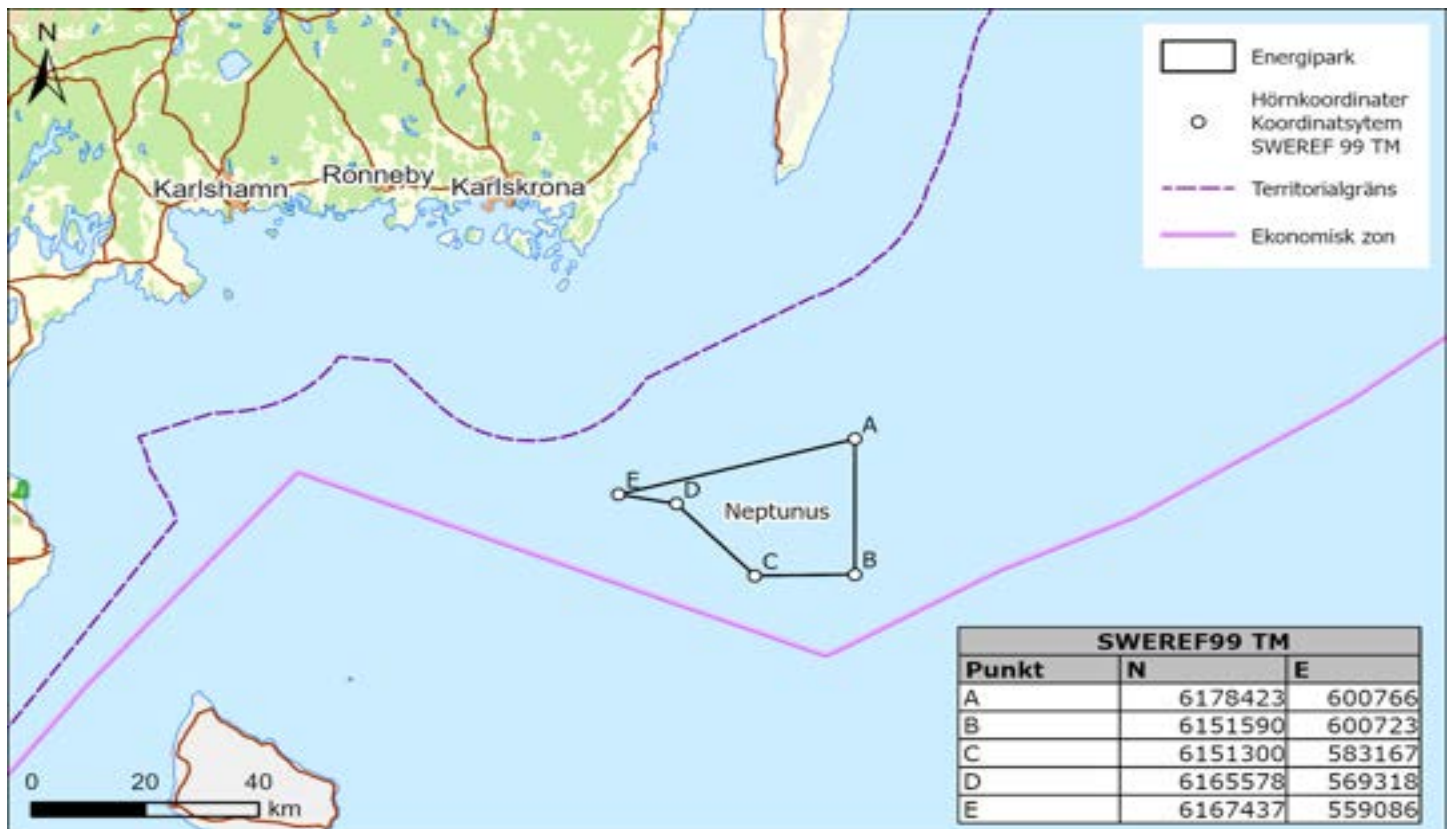 N
Karlshamn
Ronneby
Karlskrona
Energipark
Hörnkoordinater
Koordinatsytem
SWEREF 99 TM
Territorialgräns
Ekonomisk zon
A
E
D
Neptunus
C
B
SWEREF99 TM
Punkt N E
A 6178423 600766
B 6151590 600723
C 6151300 583167
D 6165578 569318
E 6167437 559086
0 20 40
km